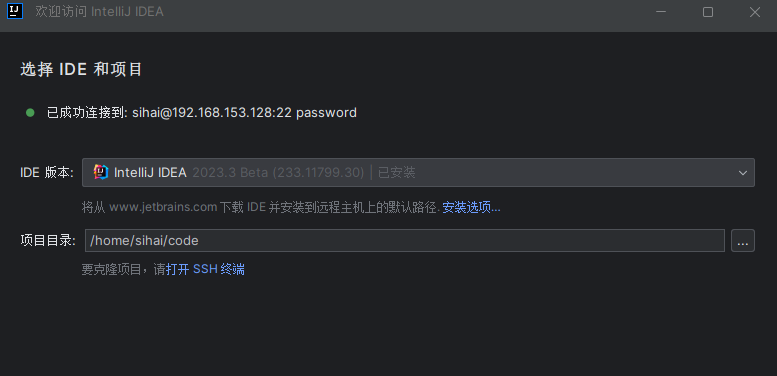 IJ 欢迎访问 IntelliJ IDEA
选择 IDE 和项目
已成功连接到: sihai@192.168.153.128:22 password
IDE 版本: IntelliJ IDEA 2023.3 Beta (233.11799.30) | 已安装
将从 www.jetbrains.com 下载 IDE 并安装到远程主机上的默认路径. 安装选项...
项目目录: /home/sihai/code ...
要克隆项目，请打开 SSH 终端